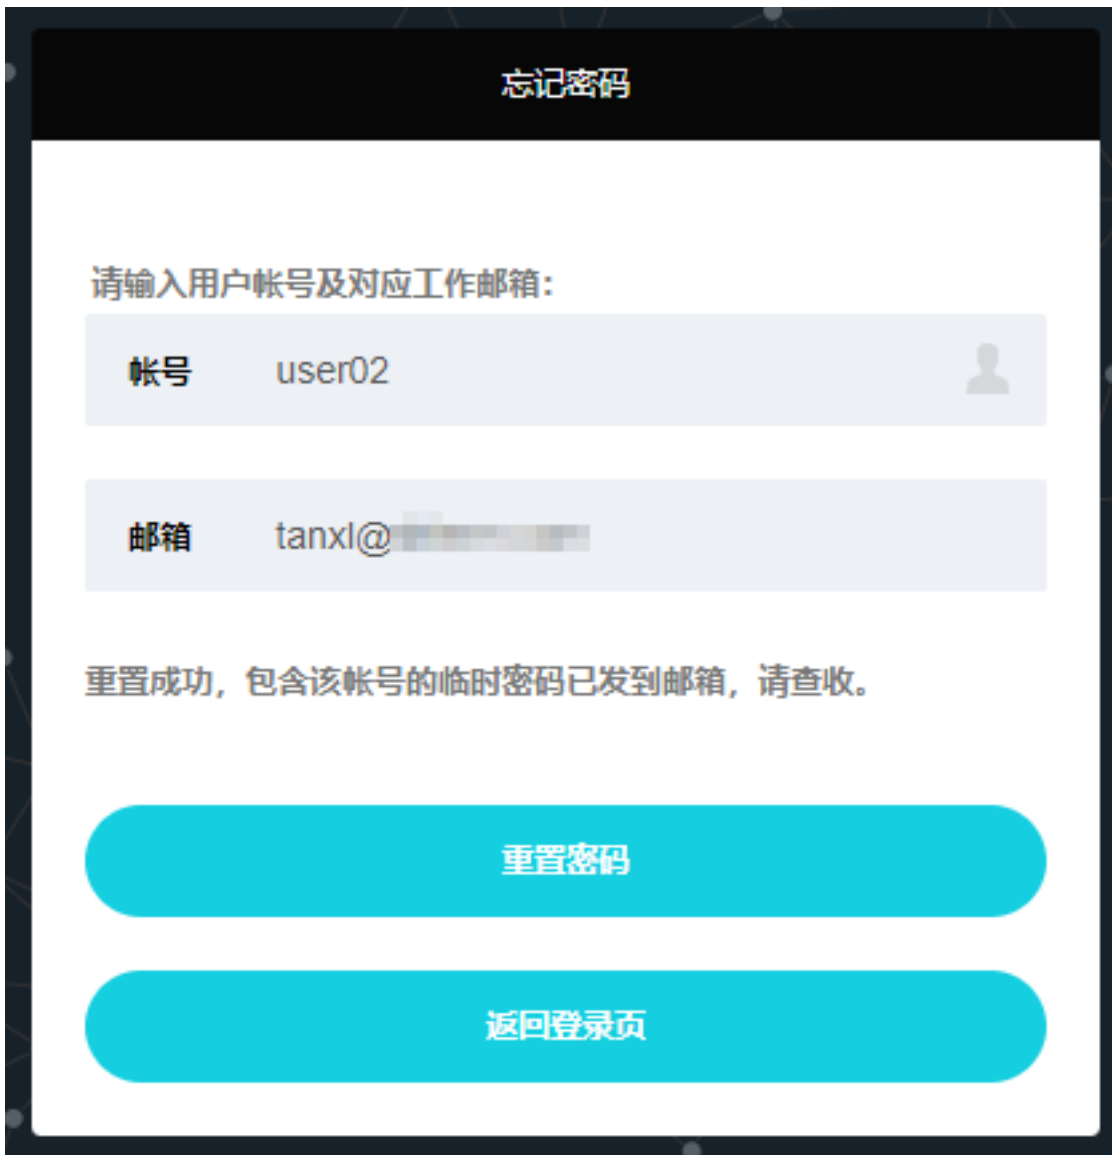 忘记密码
请输入用户帐号及对应工作邮箱：
帐号 user02
邮箱 tanxl@
重置成功，包含该帐号的临时密码已发到邮箱，请查收。
重置密码
返回登录页